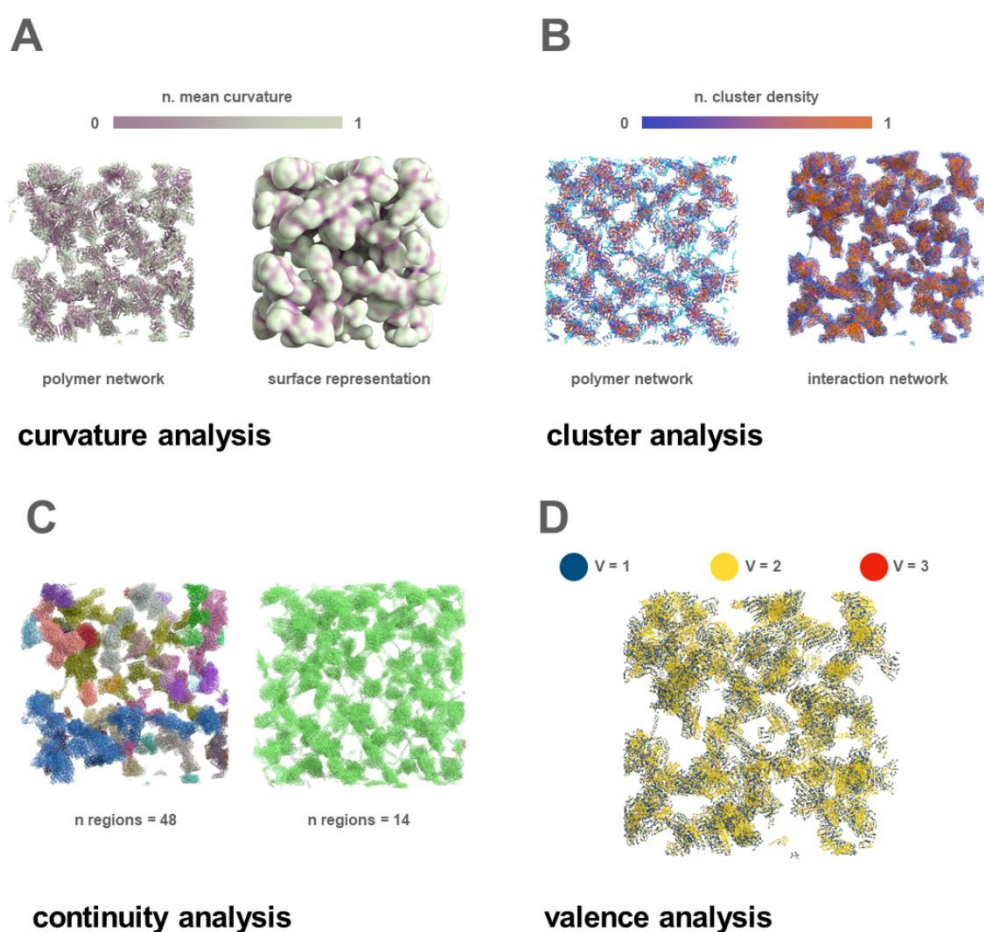 A
n. mean curvature
0 1
polymer network
surface representation
curvature analysis
B
n. cluster density
0 1
polymer network
interaction network
cluster analysis
C
n regions = 48
n regions = 14
continuity analysis
D
V = 1
V = 2
V = 3
valence analysis